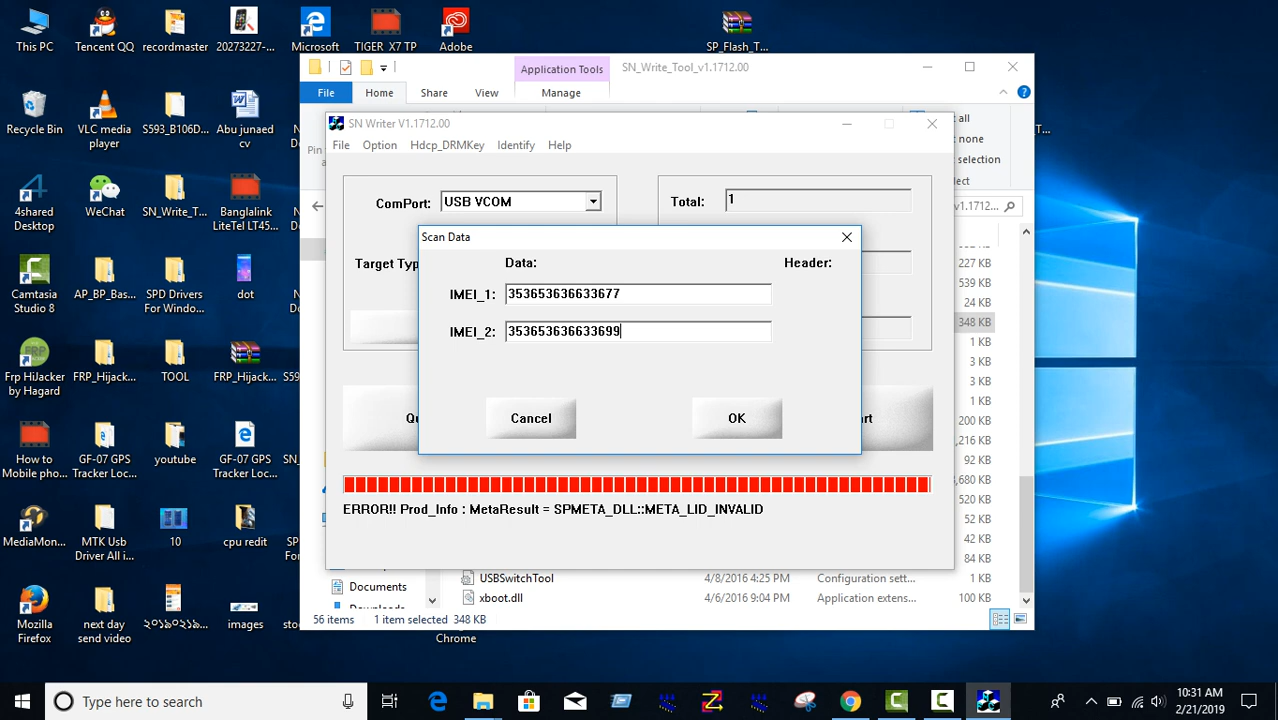 This PC
Tencent QQ
recordmaster
20273227-...
Microsoft
TIGER X7 TP
Adobe
SP_Flash_T...
Recycle Bin
VLC media
player
S593_B106D...
Abu junaed
cv
4shared
Desktop
WeChat
SN_Write_T...
Banglalink
LiteTel LT45...
Camtasia
Studio 8
AP_BP_Bas...
SPD Drivers
For Windo...
dot
Frp HiJacker
by Hagard
FRP_Hijack...
TOOL
FRP_Hijack...
How to
Mobile pho...
GF-07 GPS
Tracker Loc...
youtube
GF-07 GPS
Tracker Loc...
MediaMon...
MTK Usb
Driver All i...
10
cpu redit
Mozilla
Firefox
next day
send video
২০১৯০২১৯...
images
Chrome
Application Tools
SN_Write_Tool_v1.1712.00
File
Home
Share
View
Manage
SN Writer V1.1712.00
File Option Hdcp_DRMKey Identify Help
ComPort: USB VCOM
Total: 1
Target Typ
Scan Data
Data: Header:
IMEI_1: 353653636633677
IMEI_2: 353653636633699
Cancel
OK
ERROR!! Prod_Info : MetaResult = SPMETA_DLL::META_LID_INVALID
v1.1712...
227 KB
539 KB
24 KB
348 KB
1 KB
3 KB
3 KB
1 KB
200 KB
,216 KB
92 KB
,680 KB
520 KB
52 KB
42 KB
84 KB
Documents
USBSwitchTool 4/8/2016 4:25 PM Configuration sett... 1 KB
xboot.dll 4/6/2016 9:04 PM Application extens... 100 KB
56 items 1 item selected 348 KB
Type here to search
10:31 AM
2/21/2019